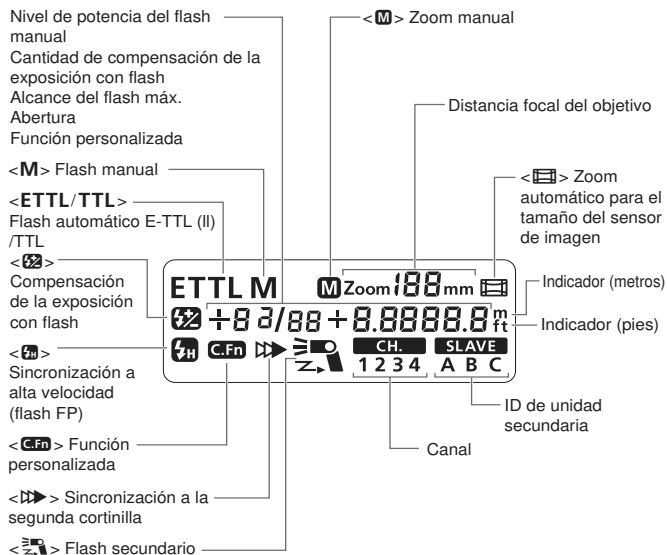 Nivel de potencia del flash
manual
Cantidad de compensación de la
exposición con flash
Alcance del flash máx.
Abertura
Función personalizada
<M> Flash manual
<ETTL/TTL>
Flash automático E-TTL (II)
/TTL
< >
Compensación
de la exposición
con flash
<H>
Sincronización a
alta velocidad
(flash FP)
<C.Fn> Función
personalizada
< > Sincronización a la
segunda cortinilla
< > Flash secundario
<M> Zoom manual
Distancia focal del objetivo
< > Zoom
automático para el
tamaño del sensor
de imagen
Indicador (metros)
Indicador (pies)
ID de unidad
secundaria
Canal
ETTL M M Zoom 188 mm
+8 /88 +8.8888.8 m ft
H C.Fn CH. SLAVE
1 2 3 4 A B C